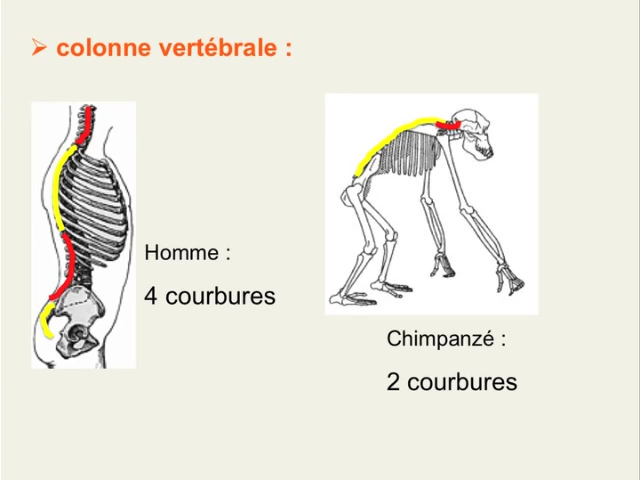 ➢ colonne vertébrale :
Homme :
4 courbures
Chimpanzé :
2 courbures